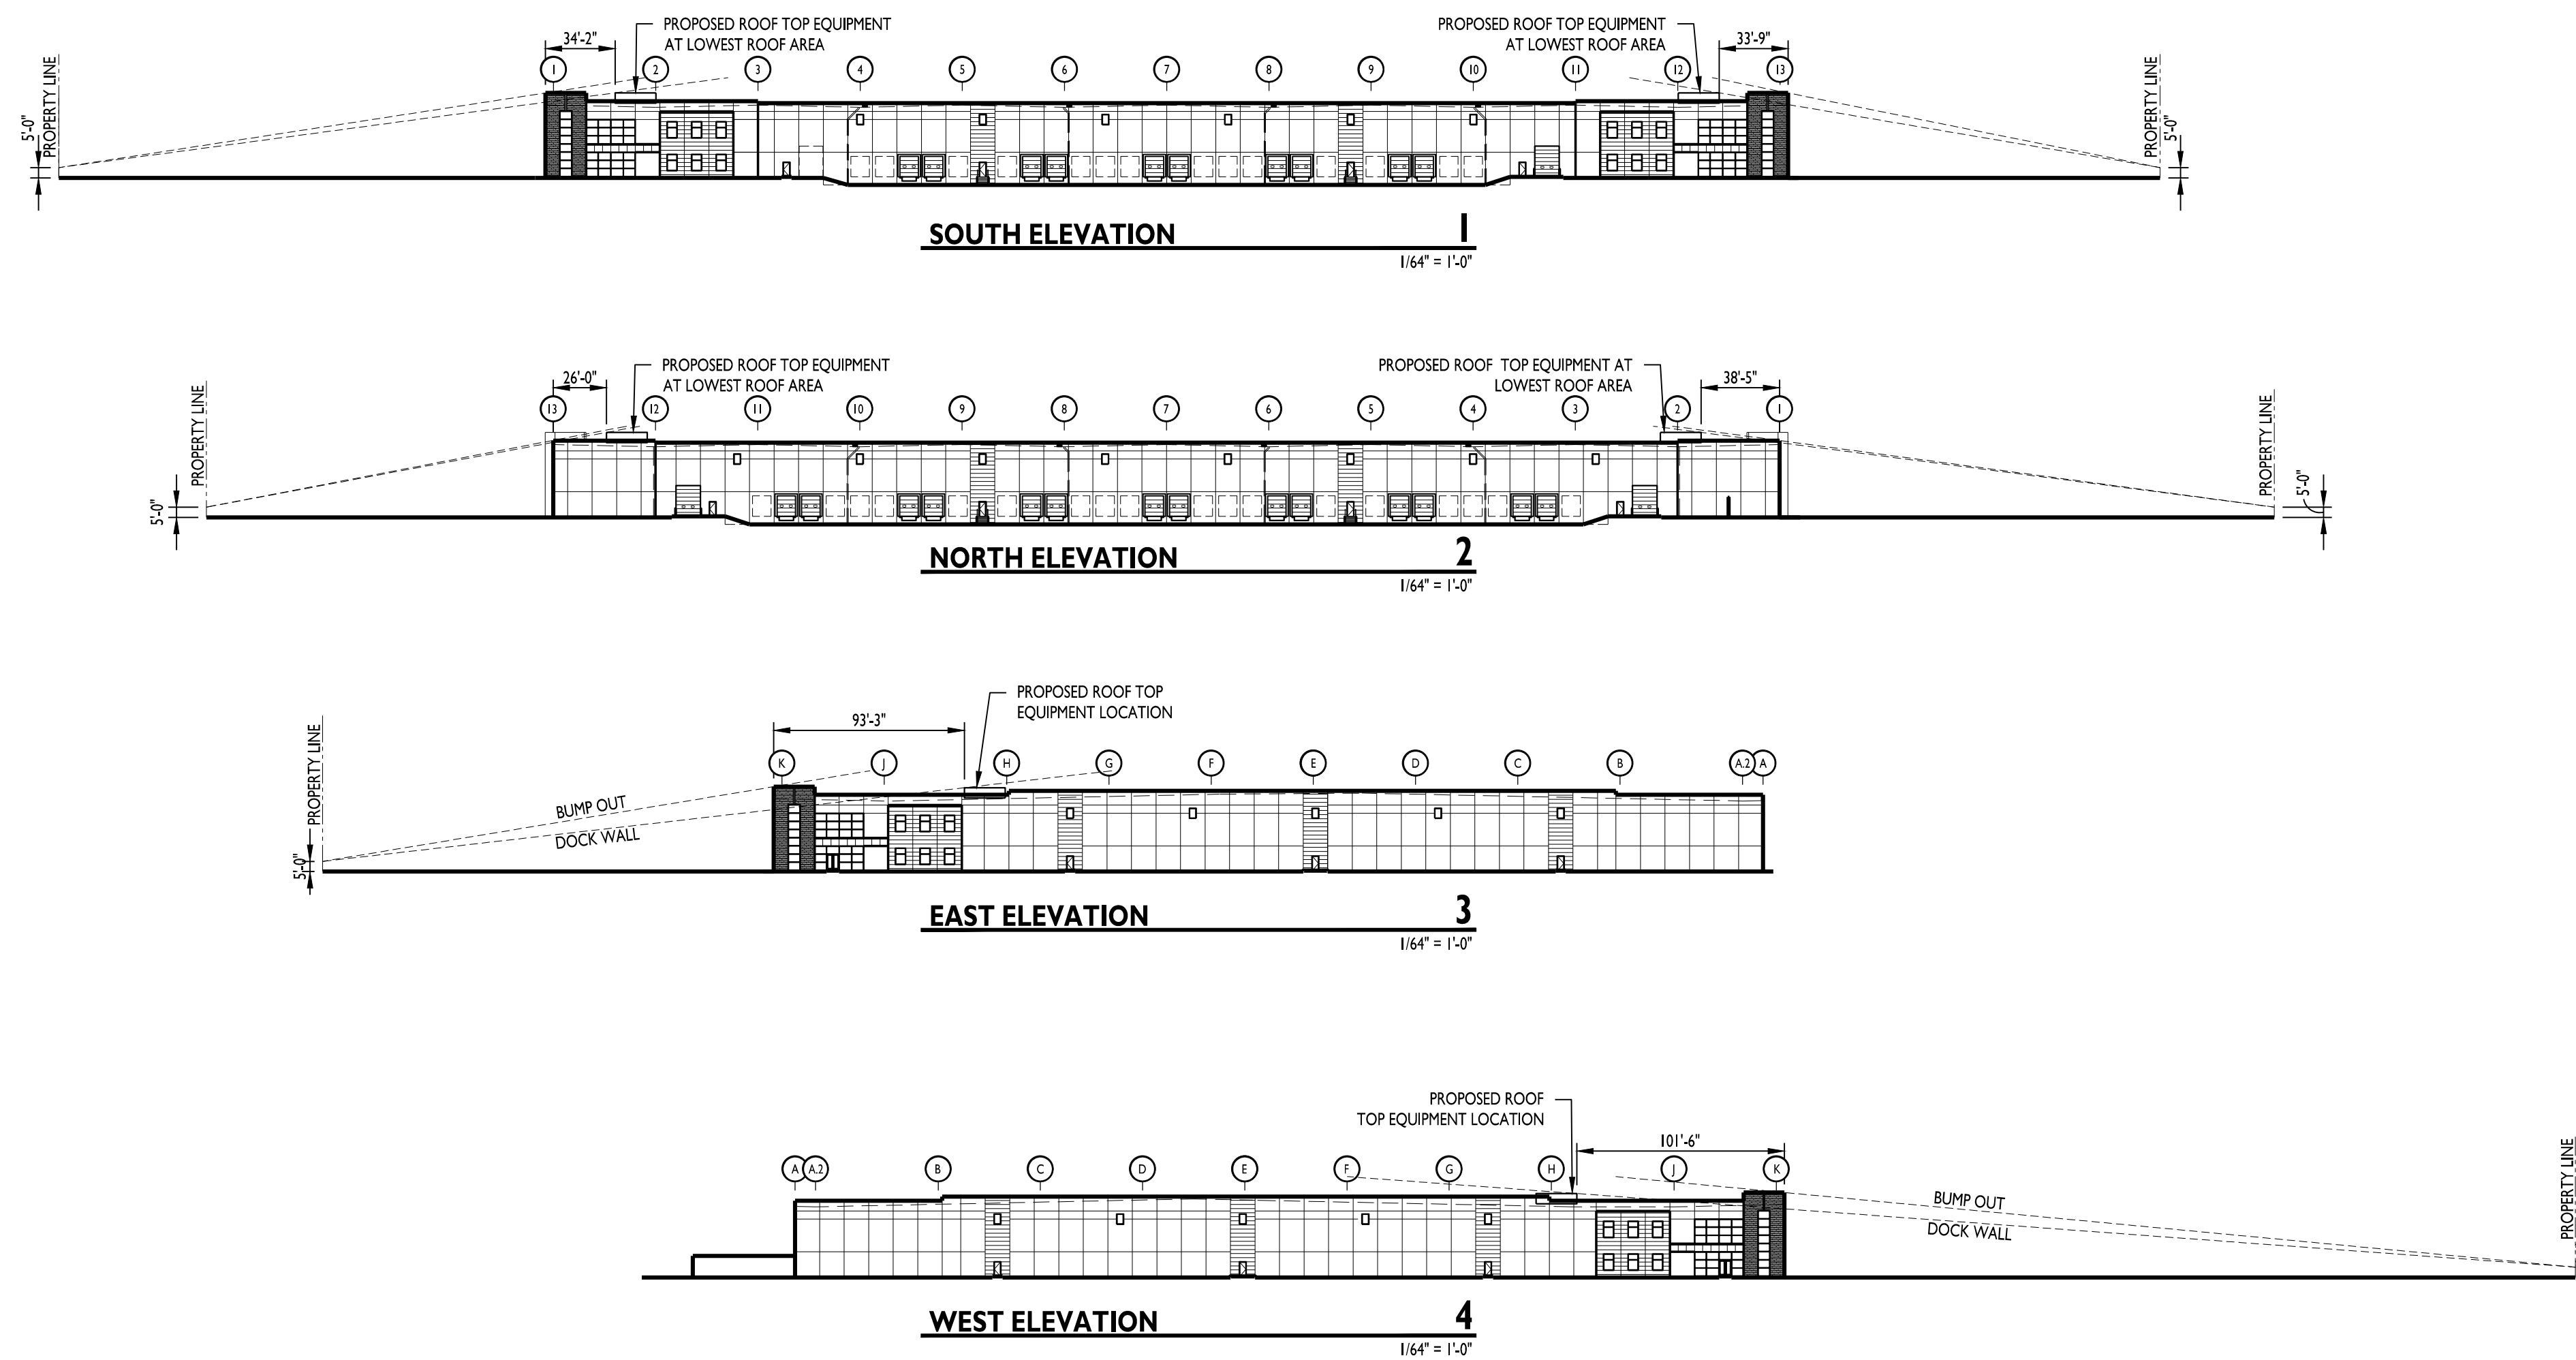 PROPOSED ROOF TOP EQUIPMENT
AT LOWEST ROOF AREA
PROPOSED ROOF TOP EQUIPMENT
AT LOWEST ROOF AREA
34'-2"
33'-9"
1 2 3 4 5 6 7 8 9 10 11 12 13
PROPERTY LINE
5'-0"
PROPERTY LINE
5'-0"
SOUTH ELEVATION 1
1/64" = 1'-0"
PROPOSED ROOF TOP EQUIPMENT
AT LOWEST ROOF AREA
PROPOSED ROOF TOP EQUIPMENT AT
LOWEST ROOF AREA
26'-0"
38'-5"
13 12 11 10 9 8 7 6 5 4 3 2 1
PROPERTY LINE
5'-0"
PROPERTY LINE
5'-0"
NORTH ELEVATION 2
1/64" = 1'-0"
PROPOSED ROOF TOP
EQUIPMENT LOCATION
93'-3"
K J H G F E D C B A.2 A
PROPERTY LINE
BUMP OUT
DOCK WALL
5'-0"
EAST ELEVATION 3
1/64" = 1'-0"
PROPOSED ROOF
TOP EQUIPMENT LOCATION
101'-6"
A A.2 B C D E F G H J K
BUMP OUT
DOCK WALL
PROPERTY LINE
WEST ELEVATION 4
1/64" = 1'-0"